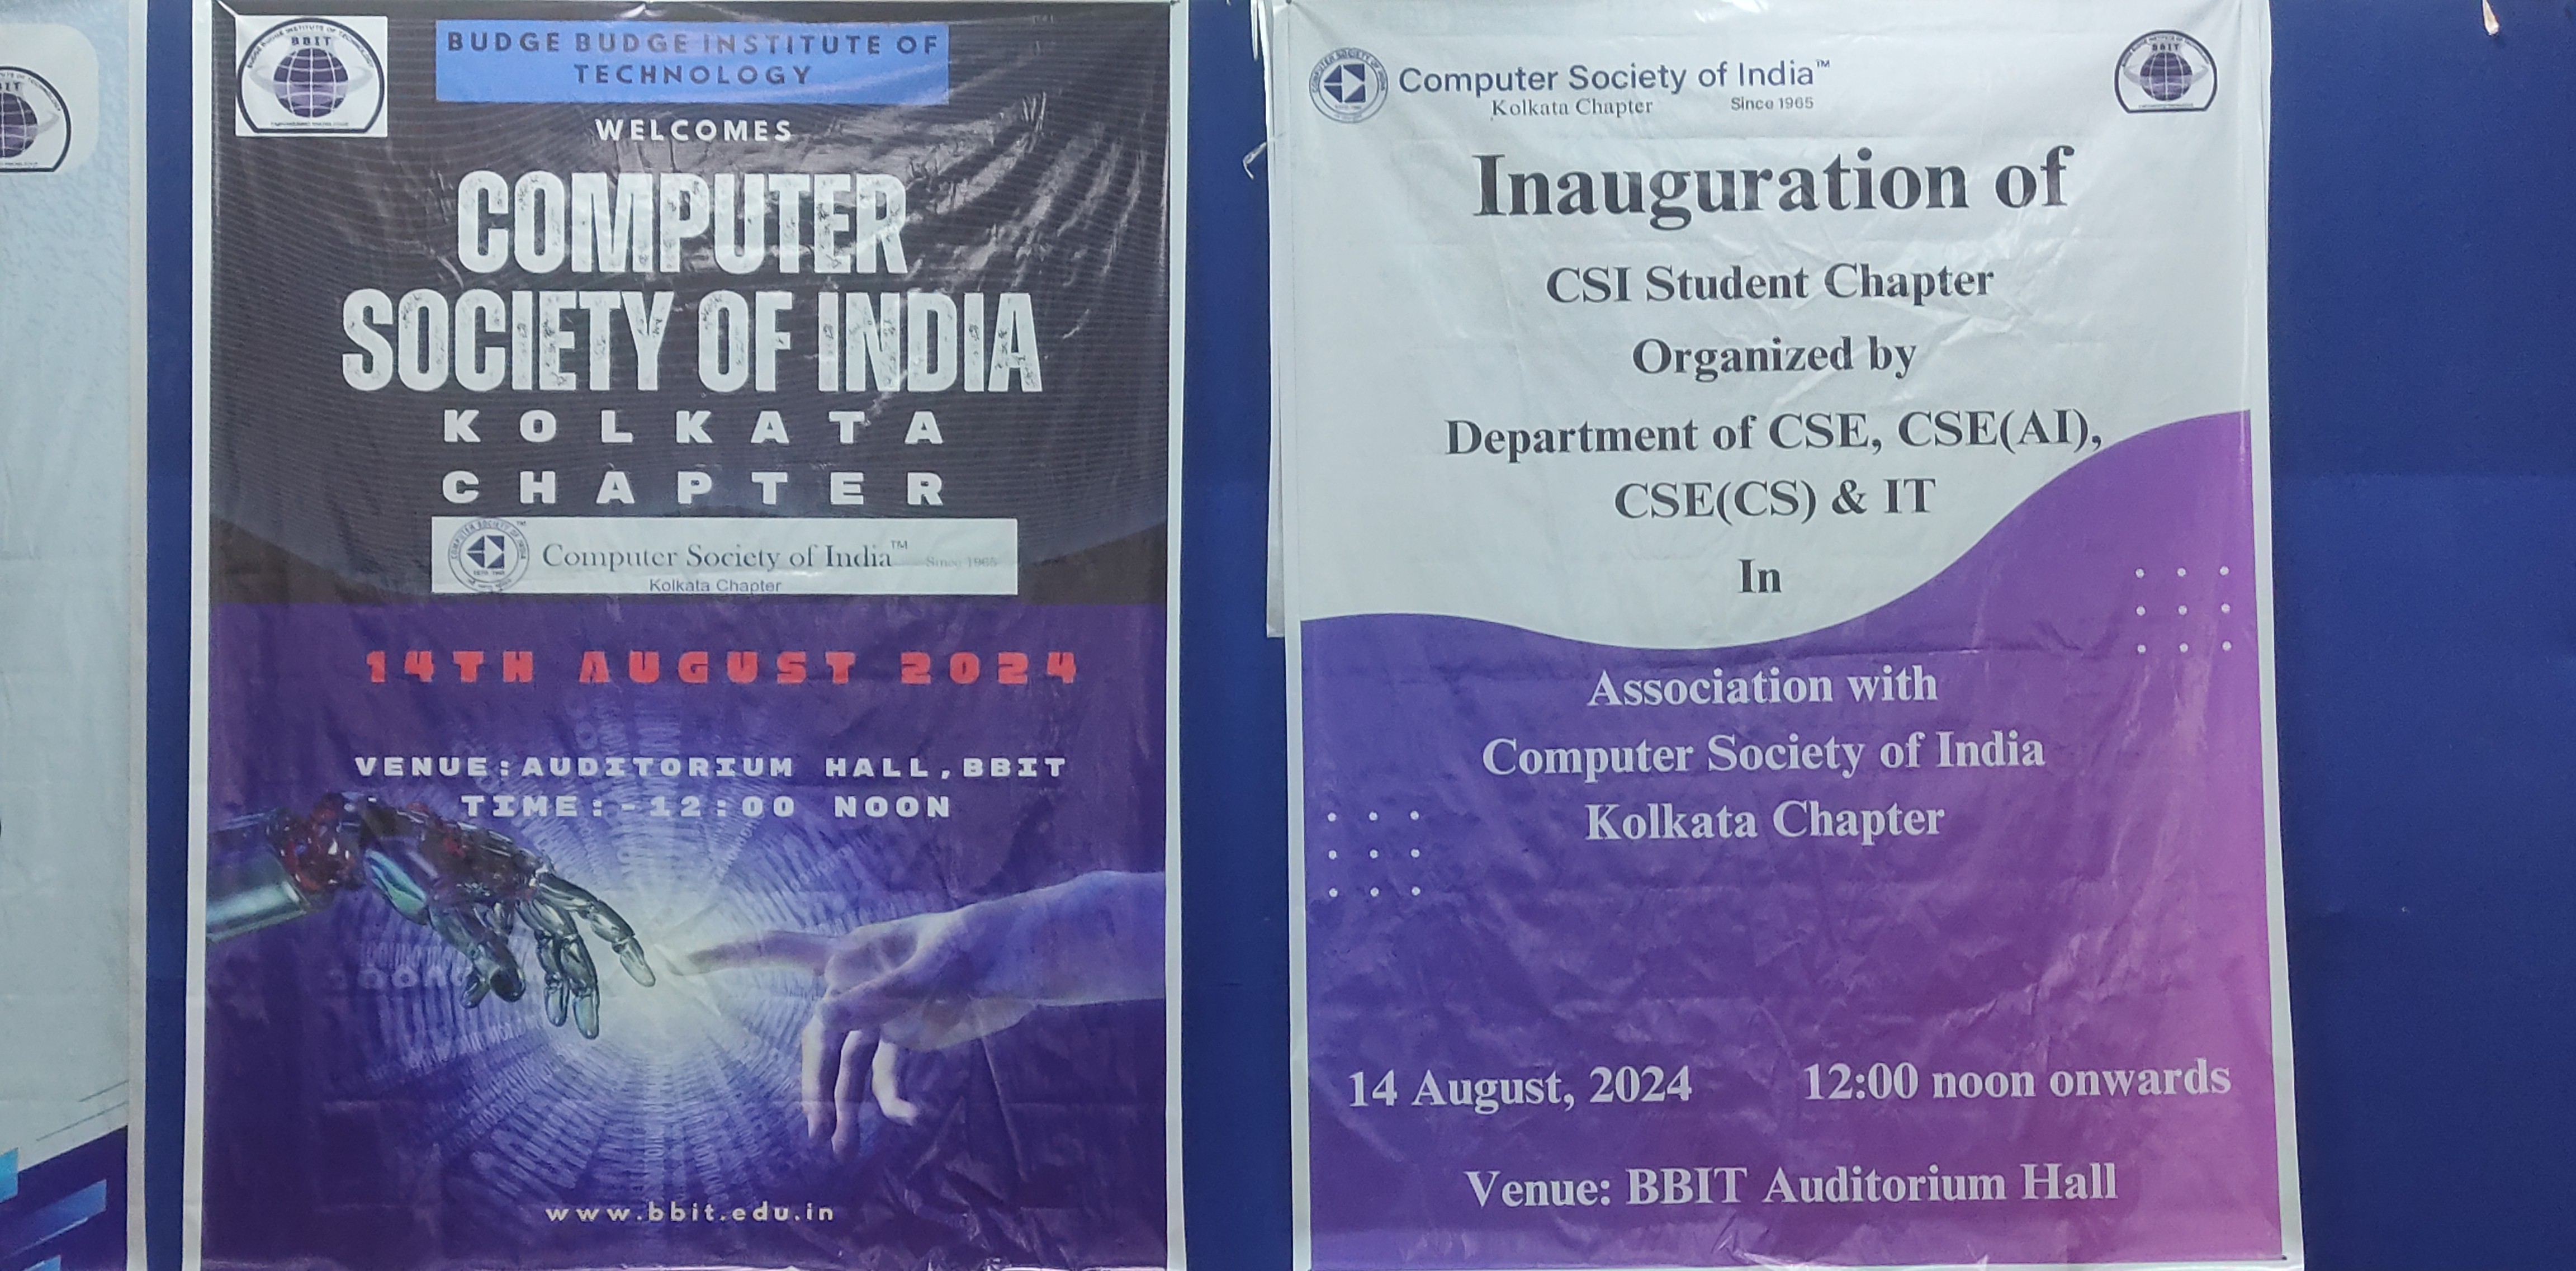 BBIT
BUDGE BUDGE INSTITUTE OF
TECHNOLOGY
WELCOMES
COMPUTER
SOCIETY OF INDIA
KOLKATA
CHAPTER
Computer Society of India™ Since 1965
Kolkata Chapter
14TH AUGUST 2024
VENUE:AUDITORIUM HALL,BBIT
TIME:-12:00 NOON
www.bbit.edu.in
Computer Society of India™
Kolkata Chapter Since 1965
BBIT
Inauguration of
CSI Student Chapter
Organized by
Department of CSE, CSE(AI),
CSE(CS) & IT
In
Association with
Computer Society of India
Kolkata Chapter
14 August, 2024 12:00 noon onwards
Venue: BBIT Auditorium Hall